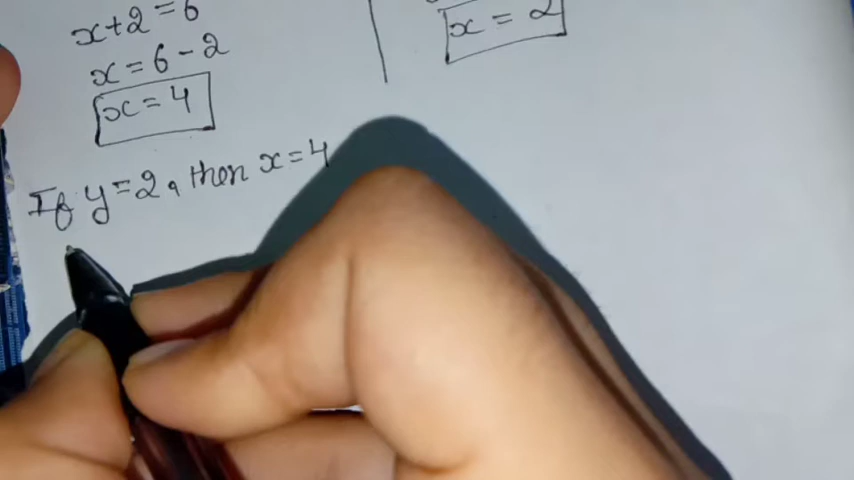 x+2=6
x=6-2
x=4
If y=2, then x=4
x=2